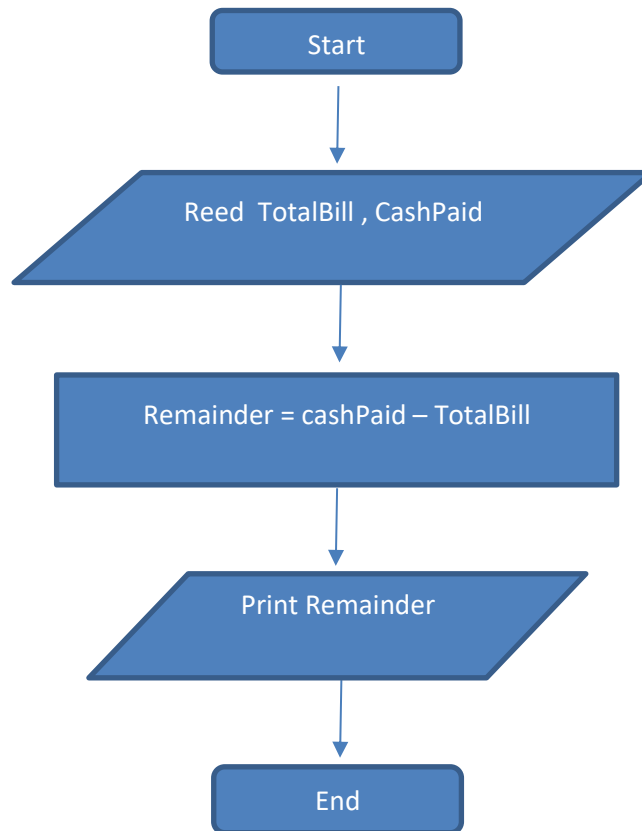 Start
Reed TotalBill , CashPaid
Remainder = cashPaid – TotalBill
Print Remainder
End